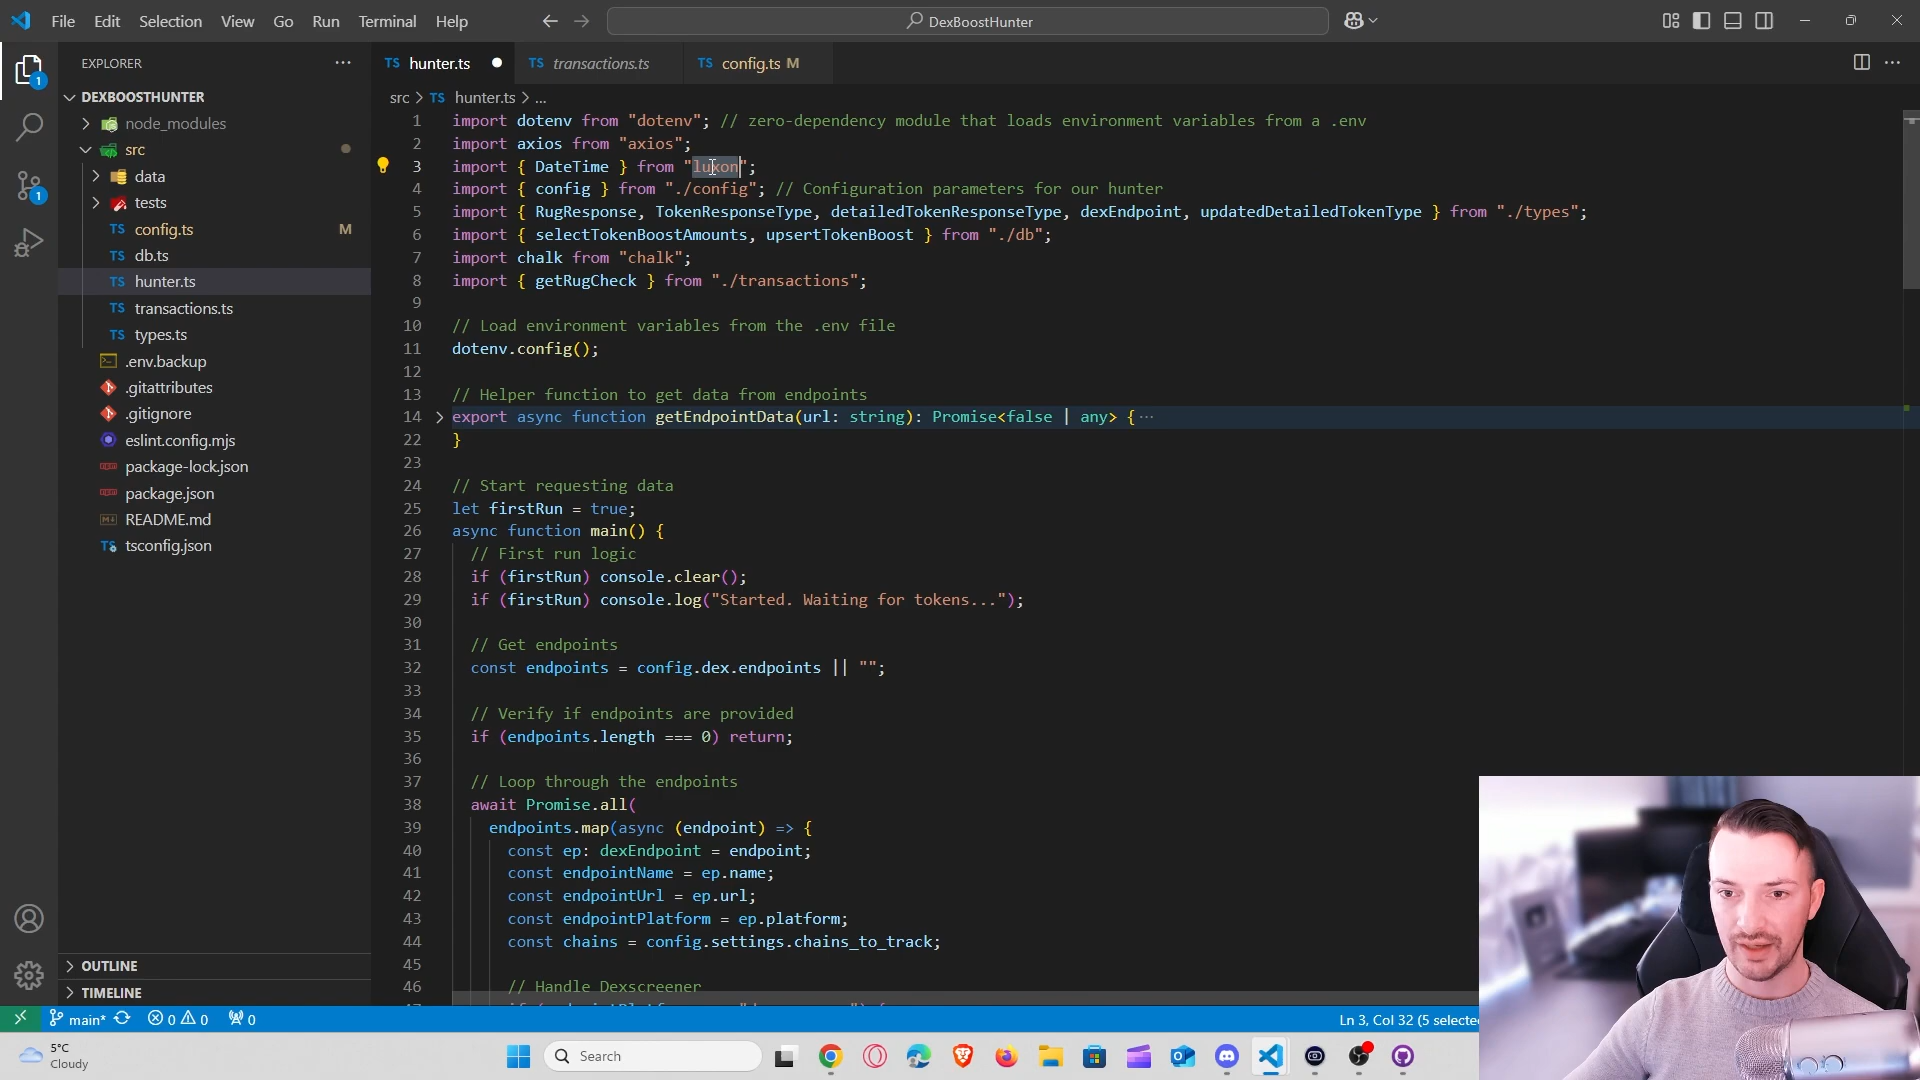 File Edit Selection View Go Run Terminal Help
DexBoostHunter
EXPLORER
TS hunter.ts
TS transactions.ts
TS config.ts M
1
1
DEXBOOSTHUNTER
node_modules
src
data
tests
TS config.ts M
TS db.ts
TS hunter.ts
TS transactions.ts
TS types.ts
.env.backup
.gitattributes
.gitignore
eslint.config.mjs
package-lock.json
package.json
README.md
TS tsconfig.json
OUTLINE
TIMELINE
src > TS hunter.ts > ...
1 import dotenv from "dotenv"; // zero-dependency module that loads environment variables from a .env
2 import axios from "axios";
3 import { DateTime } from "luxon";
4 import { config } from "./config"; // Configuration parameters for our hunter
5 import { RugResponse, TokenResponseType, detailedTokenResponseType, dexEndpoint, updatedDetailedTokenType } from "./types";
6 import { selectTokenBoostAmounts, upsertTokenBoost } from "./db";
7 import chalk from "chalk";
8 import { getRugCheck } from "./transactions";
9
10 // Load environment variables from the .env file
11 dotenv.config();
12
13 // Helper function to get data from endpoints
14 export async function getEndpointData(url: string): Promise<false | any> { ...
22 }
23
24 // Start requesting data
25 let firstRun = true;
26 async function main() {
27 // First run logic
28 if (firstRun) console.clear();
29 if (firstRun) console.log("Started. Waiting for tokens...");
30
31 // Get endpoints
32 const endpoints = config.dex.endpoints || "";
33
34 // Verify if endpoints are provided
35 if (endpoints.length === 0) return;
36
37 // Loop through the endpoints
38 await Promise.all(
39 endpoints.map(async (endpoint) => {
40 const ep: dexEndpoint = endpoint;
41 const endpointName = ep.name;
42 const endpointUrl = ep.url;
43 const endpointPlatform = ep.platform;
44 const chains = config.settings.chains_to_track;
45
46 // Handle Dexscreener
main* 0 0 0
Ln 3, Col 32 (5 selected
5°C
Cloudy
Search